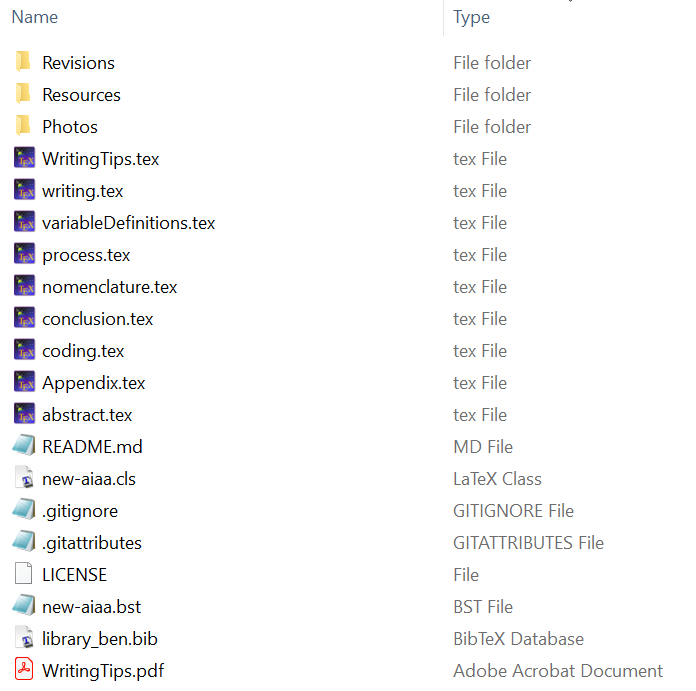 Name Type
Revisions File folder
Resources File folder
Photos File folder
WritingTips.tex tex File
writing.tex tex File
variableDefinitions.tex tex File
process.tex tex File
nomenclature.tex tex File
conclusion.tex tex File
coding.tex tex File
Appendix.tex tex File
abstract.tex tex File
README.md MD File
new-aiaa.cls LaTeX Class
.gitignore GITIGNORE File
.gitattributes GITATTRIBUTES File
LICENSE File
new-aiaa.bst BST File
library_ben.bib BibTeX Database
WritingTips.pdf Adobe Acrobat Document